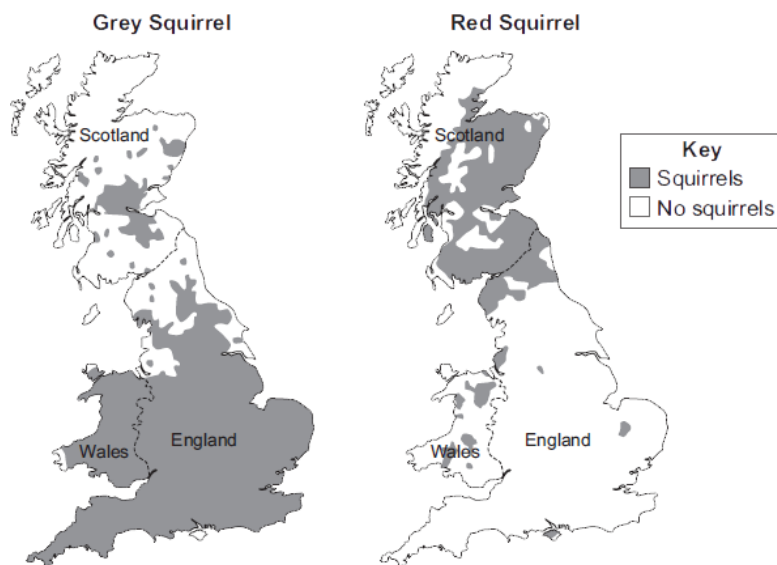 Grey Squirrel
Red Squirrel
Scotland
Scotland
Key
Squirrels
No squirrels
Wales
England
Wales
England